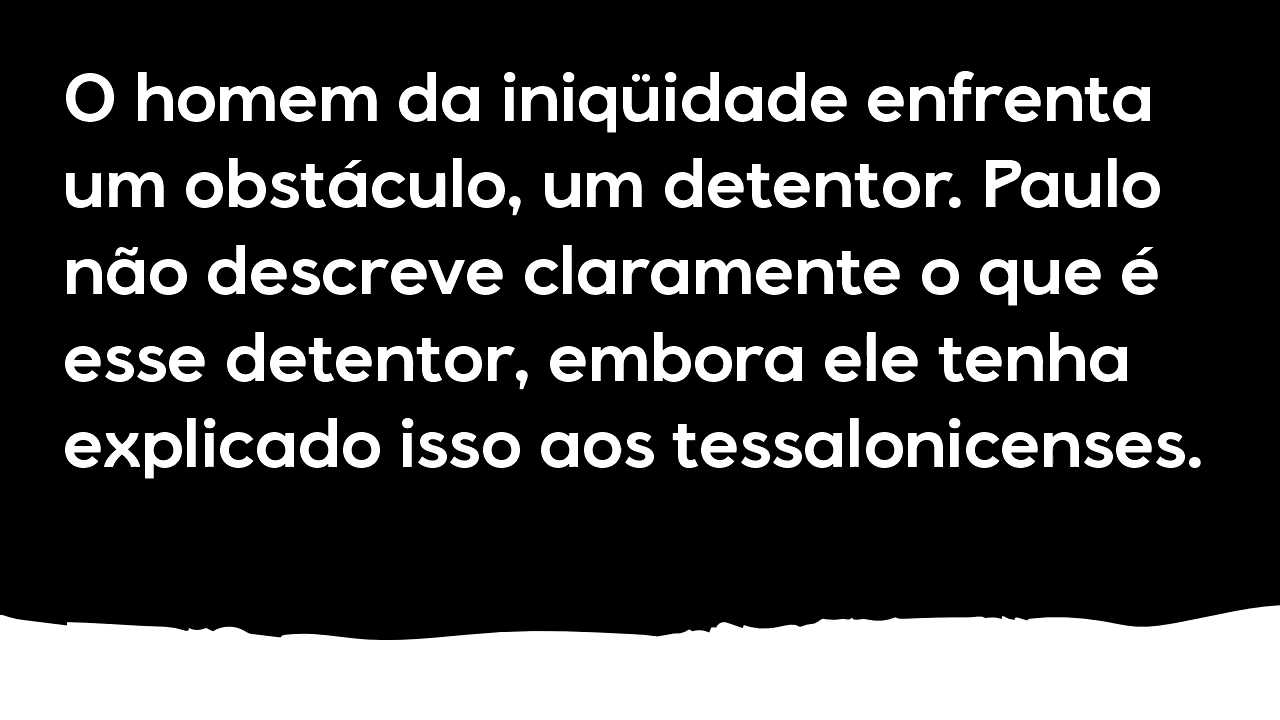 O homem da iniqüidade enfrenta
um obstáculo, um detentor. Paulo
não descreve claramente o que é
esse detentor, embora ele tenha
explicado isso aos tessalonicenses.